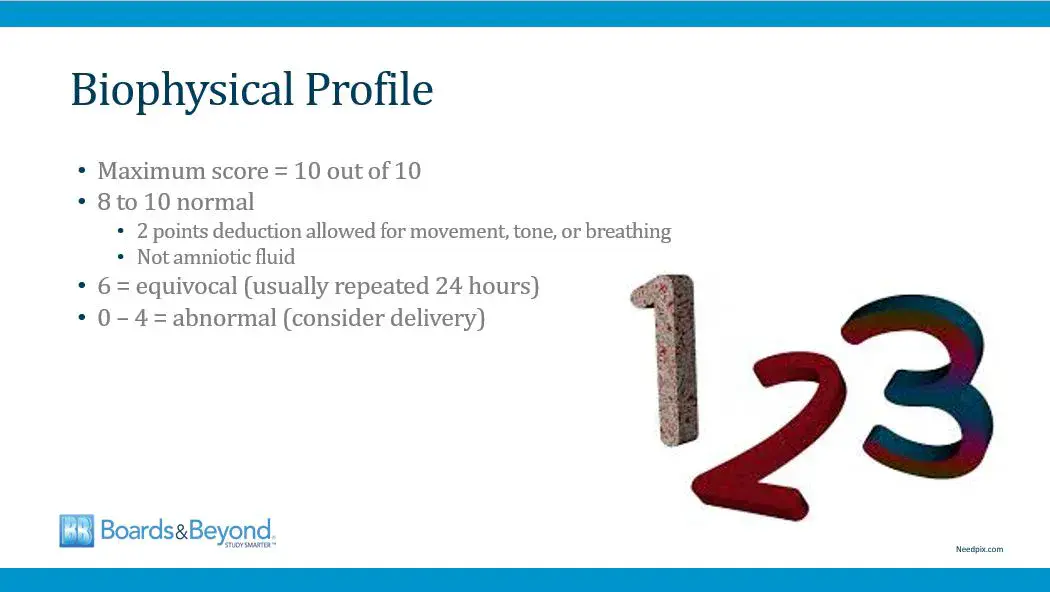 Biophysical Profile
• Maximum score = 10 out of 10
• 8 to 10 normal
• 2 points deduction allowed for movement, tone, or breathing
• Not amniotic fluid
• 6 = equivocal (usually repeated 24 hours)
• 0 – 4 = abnormal (consider delivery)
1 2 3
BB Boards&Beyond®
STUDY SMARTER™
Needpix.com